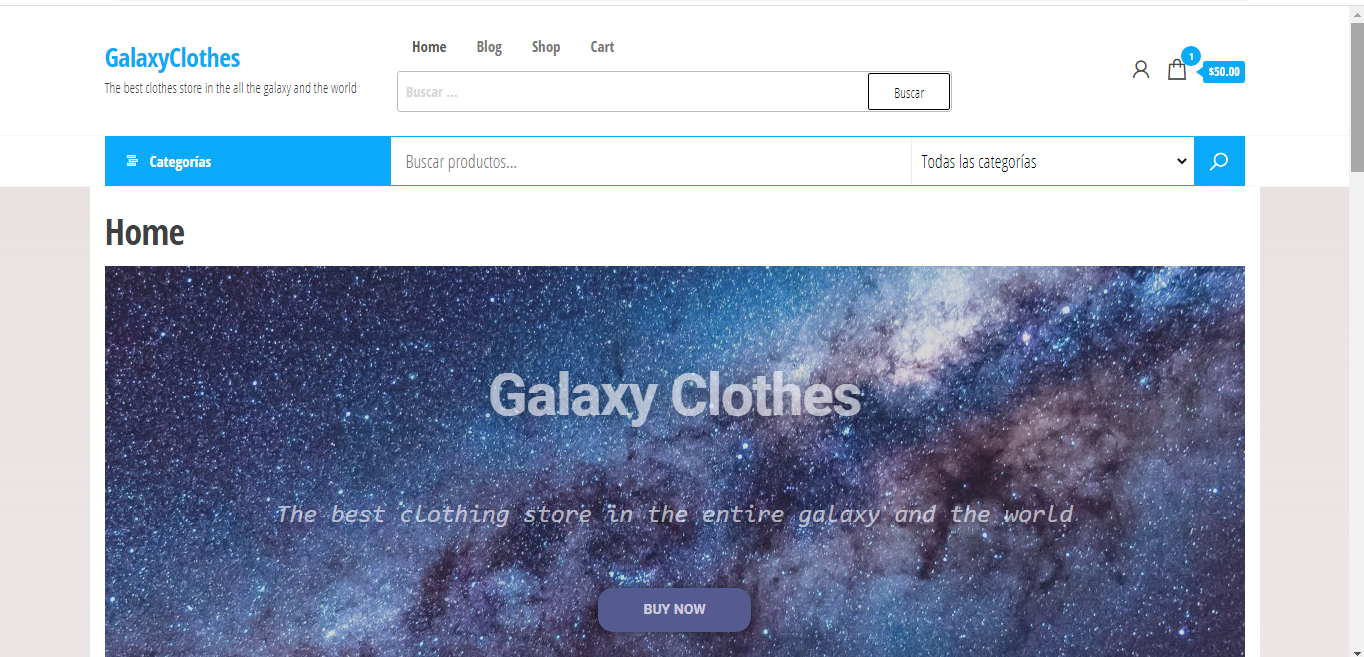 GalaxyClothes
The best clothes store in the all the galaxy and the world
Home Blog Shop Cart
Buscar ...
Buscar
1
$50.00
Categorías
Buscar productos...
Todas las categorías
Home
Galaxy Clothes
The best clothing store in the entire galaxy and the world
BUY NOW